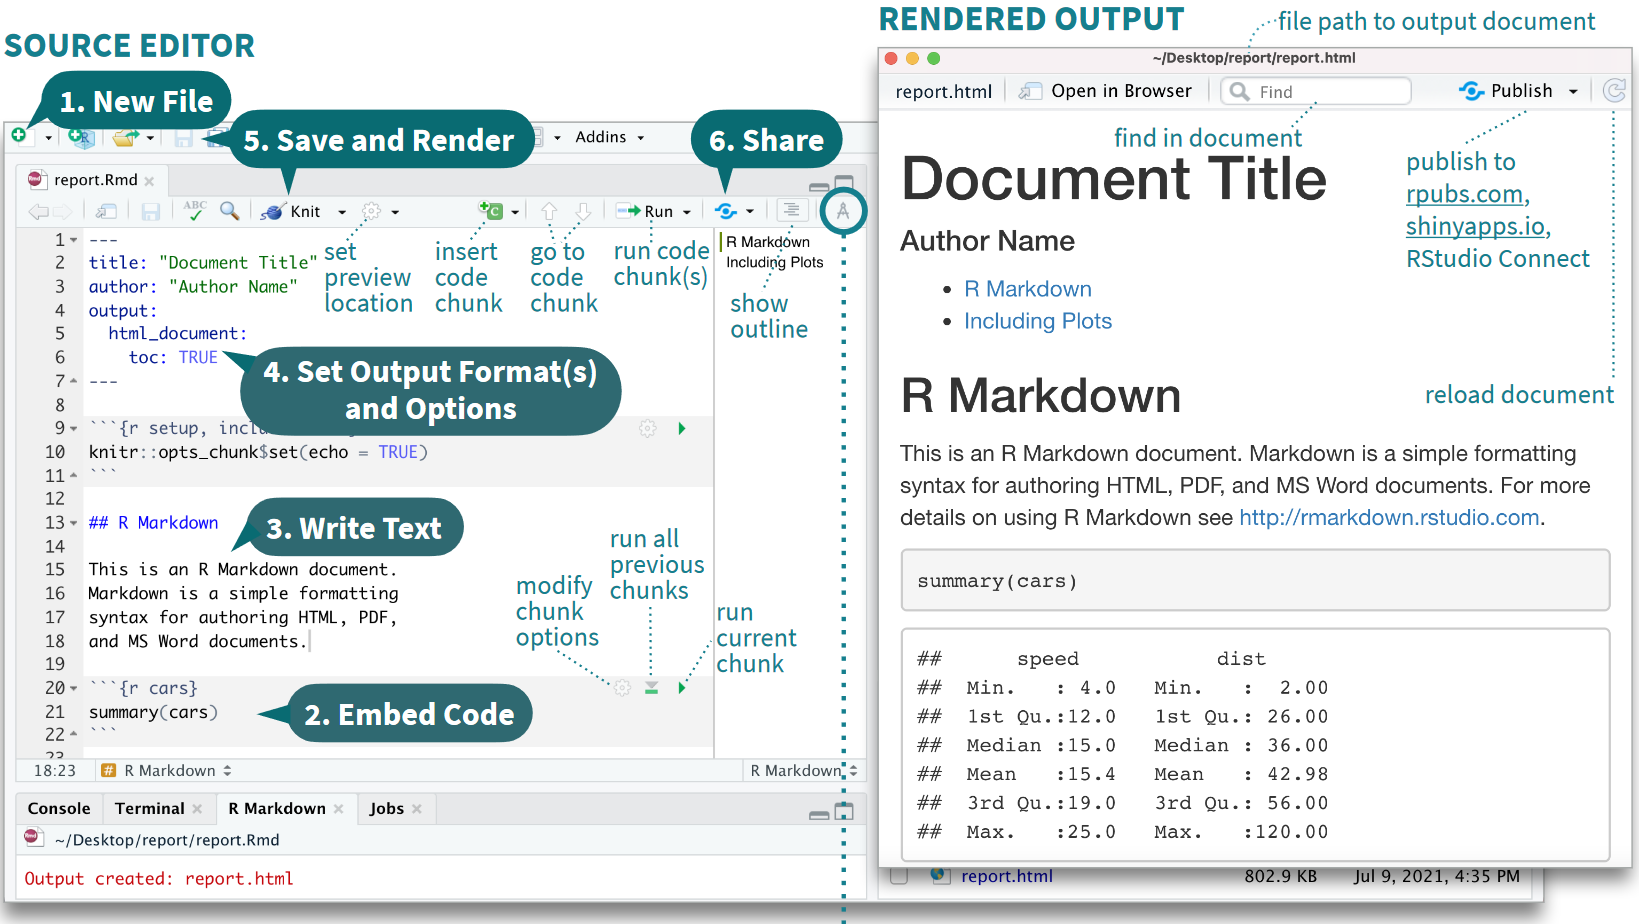 SOURCE EDITOR
1. New File
5. Save and Render
Addins
6. Share
report.Rmd
ABC
Knit
Run
set preview location
insert code chunk
go to code chunk
run code chunk(s)
show outline
R Markdown
Including Plots
1 ---
2 title: "Document Title"
3 author: "Author Name"
4 output:
5 html_document:
6 toc: TRUE
7 ---
4. Set Output Format(s)
and Options
8
9 ```{r setup,
10 knitr::opts_chunk$set(echo = TRUE)
11 ```
12
13 ## R Markdown
3. Write Text
14
15 This is an R Markdown document.
16 Markdown is a simple formatting
17 syntax for authoring HTML, PDF,
18 and MS Word documents.
19
modify
chunk
options
run all
previous
chunks
run
current
chunk
20 ```{r cars}
21 summary(cars)
22 ```
23
2. Embed Code
18:23
# R Markdown
R Markdown
Console
Terminal
R Markdown
Jobs
Rmd
~/Desktop/report/report.Rmd
Output created: report.html
RENDERED OUTPUT
file path to output document
~/Desktop/report/report.html
report.html
Open in Browser
Find
Publish
find in document
publish to
rpubs.com,
shinyapps.io,
RStudio Connect
reload document
Document Title
Author Name
• R Markdown
• Including Plots
R Markdown
This is an R Markdown document. Markdown is a simple formatting
syntax for authoring HTML, PDF, and MS Word documents. For more
details on using R Markdown see http://rmarkdown.rstudio.com.
summary(cars)
## speed dist
## Min. : 4.0 Min. : 2.00
## 1st Qu.:12.0 1st Qu.: 26.00
## Median :15.0 Median : 36.00
## Mean :15.4 Mean : 42.98
## 3rd Qu.:19.0 3rd Qu.: 56.00
## Max. :25.0 Max. :120.00
report.html
802.9 KB
Jul 9, 2021, 4:35 PM